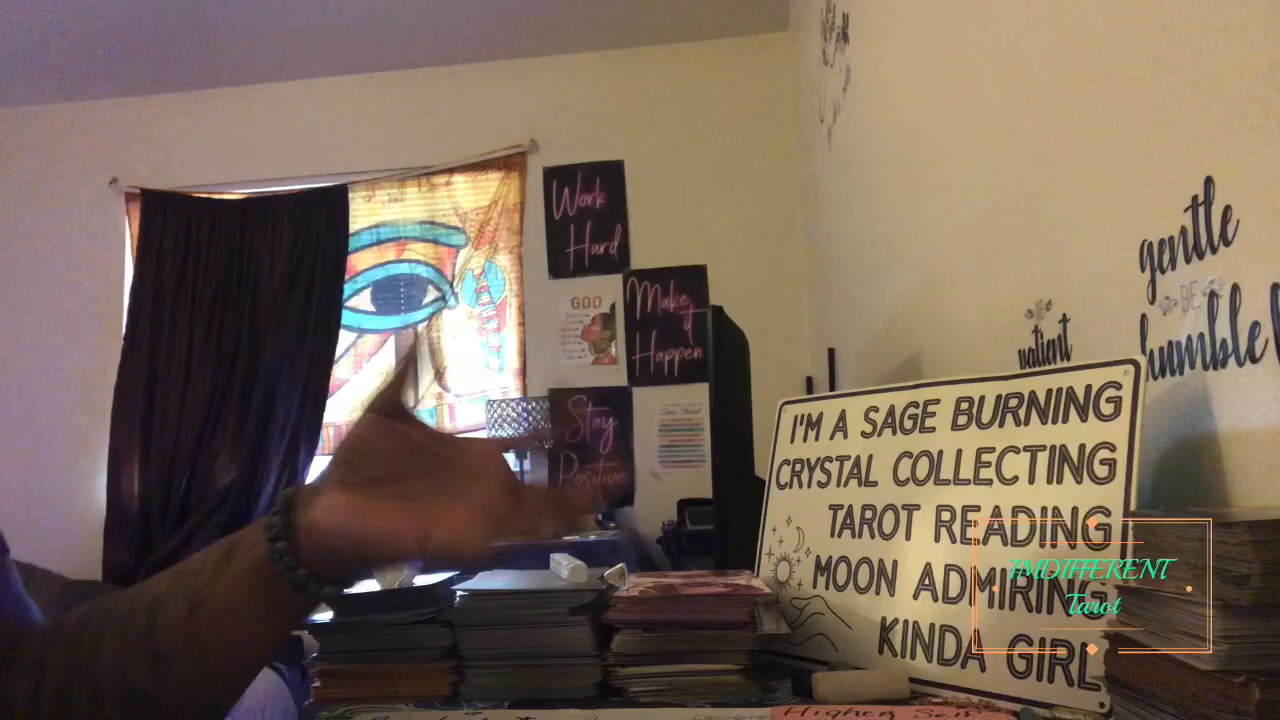 Work
Hard
GOD
Make
it
Happen
Stay
Positive
gentle
BE
humble
patient
I'M A SAGE BURNING
CRYSTAL COLLECTING
TAROT READING
MOON ADMIRING
KINDA GIRL
IMDIFFERENT
Tarot
Higher Self